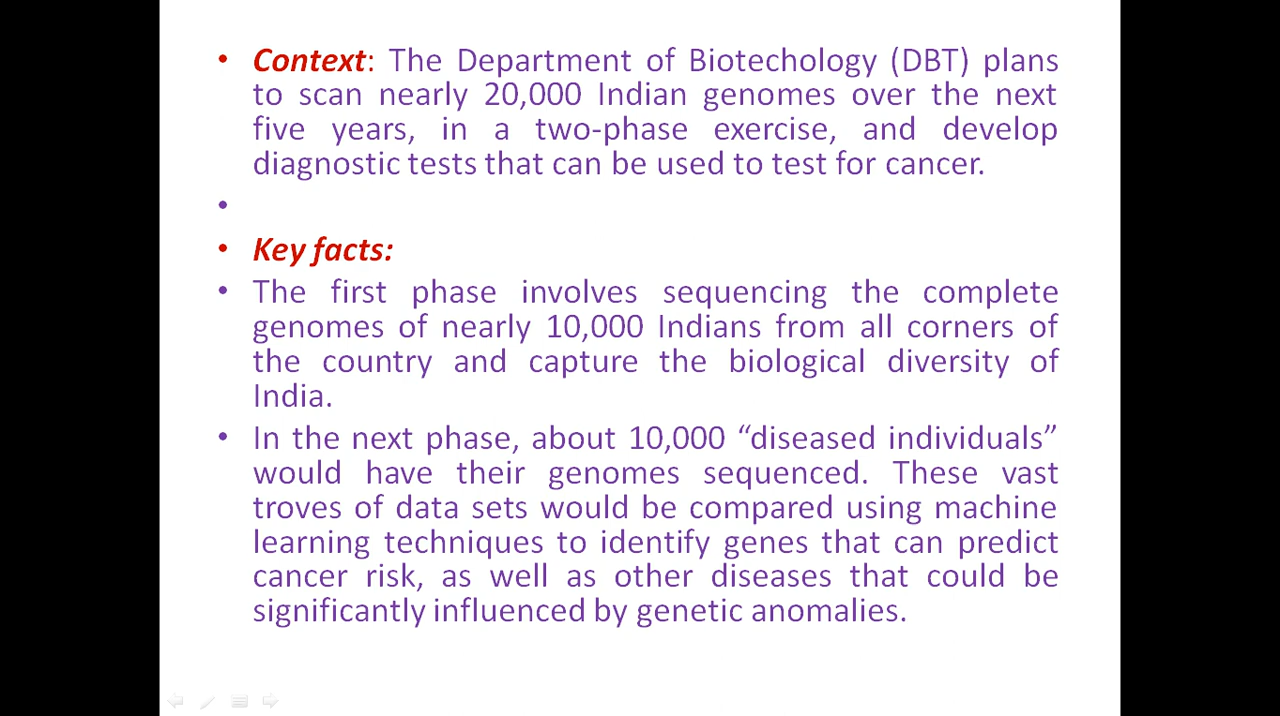 • Context: The Department of Biotechology (DBT) plans
to scan nearly 20,000 Indian genomes over the next
five years, in a two-phase exercise, and develop
diagnostic tests that can be used to test for cancer.
•
• Key facts:
• The first phase involves sequencing the complete
genomes of nearly 10,000 Indians from all corners of
the country and capture the biological diversity of
India.
• In the next phase, about 10,000 “diseased individuals”
would have their genomes sequenced. These vast
troves of data sets would be compared using machine
learning techniques to identify genes that can predict
cancer risk, as well as other diseases that could be
significantly influenced by genetic anomalies.